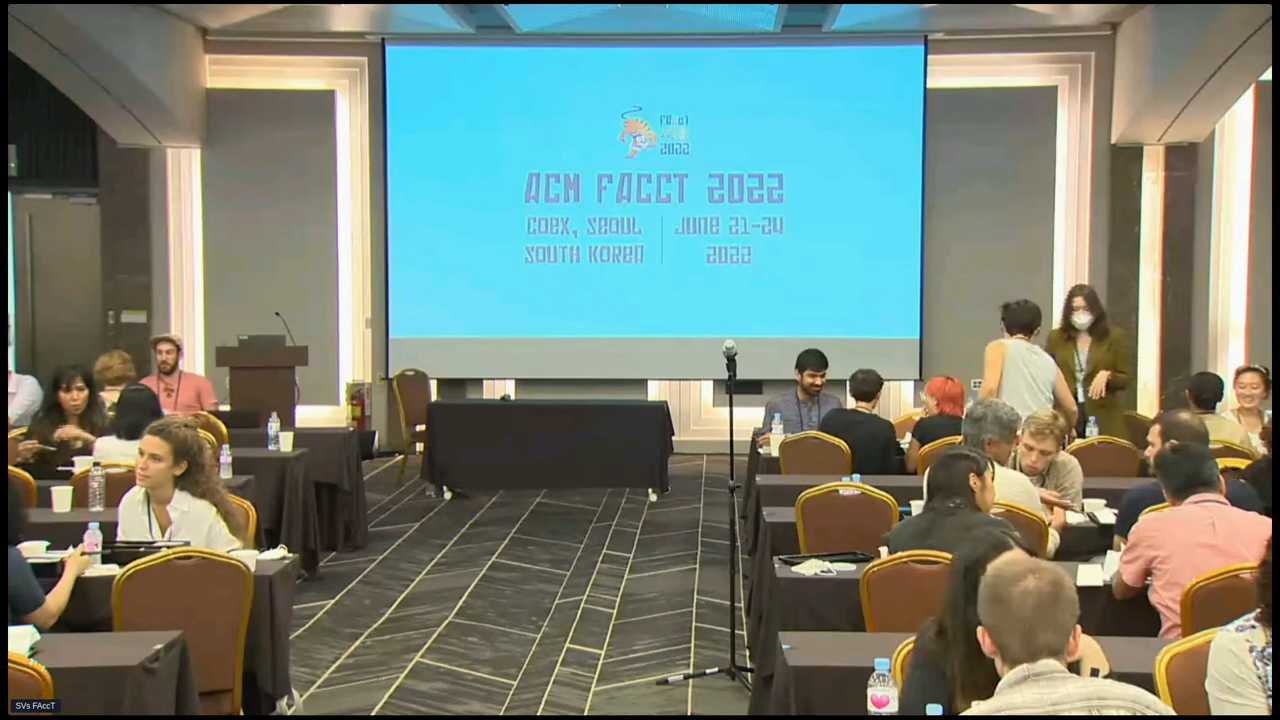 FAccT
2022
ACM FACCT 2022
COEX, SEOUL
SOUTH KOREA
JUNE 21-24
2022
SVs FAccT